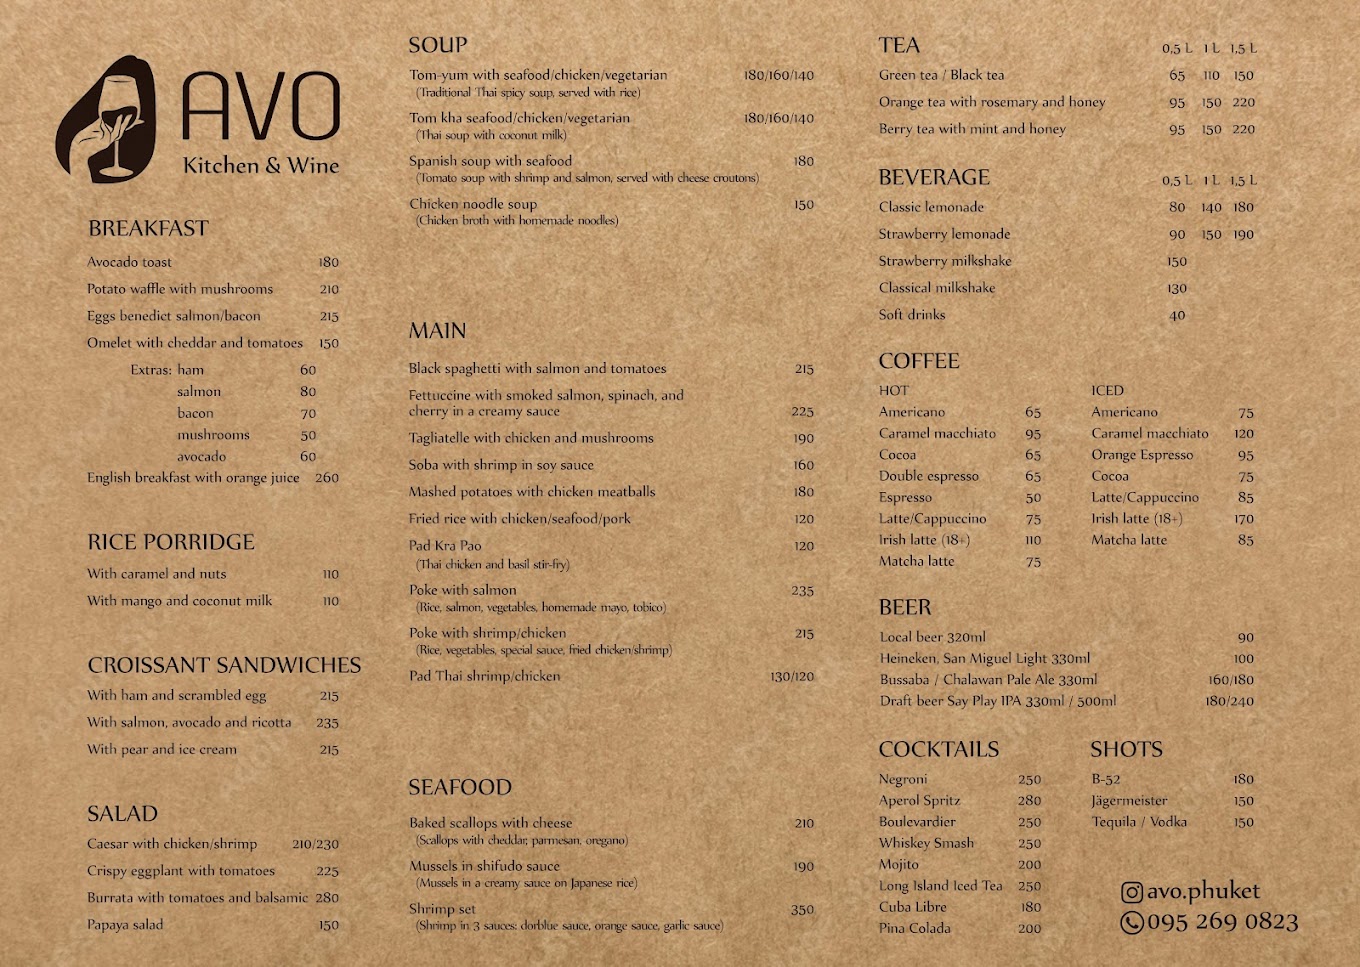 AVO
Kitchen & Wine
BREAKFAST
Avocado toast 180
Potato waffle with mushrooms 210
Eggs benedict salmon/bacon 215
Omelet with cheddar and tomatoes 150
Extras: ham 60
salmon 80
bacon 70
mushrooms 50
avocado 60
English breakfast with orange juice 260
RICE PORRIDGE
With caramel and nuts 110
With mango and coconut milk 110
CROISSANT SANDWICHES
With ham and scrambled egg 215
With salmon, avocado and ricotta 235
With pear and ice cream 215
SALAD
Caesar with chicken/shrimp 210/230
Crispy eggplant with tomatoes 225
Burrata with tomatoes and balsamic 280
Papaya salad 150
SOUP
Tom-yum with seafood/chicken/vegetarian 180/160/140
(Traditional Thai spicy soup, served with rice)
Tom kha seafood/chicken/vegetarian 180/160/140
(Thai soup with coconut milk)
Spanish soup with seafood 180
(Tomato soup with shrimp and salmon, served with cheese croutons)
Chicken noodle soup 150
(Chicken broth with homemade noodles)
MAIN
Black spaghetti with salmon and tomatoes 215
Fettuccine with smoked salmon, spinach, and
cherry in a creamy sauce 225
Tagliatelle with chicken and mushrooms 190
Soba with shrimp in soy sauce 160
Mashed potatoes with chicken meatballs 180
Fried rice with chicken/seafood/pork 120
Pad Kra Pao 120
(Thai chicken and basil stir-fry)
Poke with salmon 235
(Rice, salmon, vegetables, homemade mayo, tobico)
Poke with shrimp/chicken 215
(Rice, vegetables, special sauce, fried chicken/shrimp)
Pad Thai shrimp/chicken 130/120
SEAFOOD
Baked scallops with cheese 210
(Scallops with cheddar, parmesan, oregano)
Mussels in shifudo sauce 190
(Mussels in a creamy sauce on Japanese rice)
Shrimp set 350
(Shrimp in 3 sauces: dorblue sauce, orange sauce, garlic sauce)
TEA 0,5 L 1 L 1,5 L
Green tea / Black tea 65 110 150
Orange tea with rosemary and honey 95 150 220
Berry tea with mint and honey 95 150 220
BEVERAGE 0,5 L 1 L 1,5 L
Classic lemonade 80 140 180
Strawberry lemonade 90 150 190
Strawberry milkshake 150
Classical milkshake 130
Soft drinks 40
COFFEE
HOT
Americano 65
Caramel macchiato 95
Cocoa 65
Double espresso 65
Espresso 50
Latte/Cappuccino 75
Irish latte (18+) 110
Matcha latte 75
ICED
Americano 75
Caramel macchiato 120
Orange Espresso 95
Cocoa 75
Latte/Cappuccino 85
Irish latte (18+) 170
Matcha latte 85
BEER
Local beer 320ml 90
Heineken, San Miguel Light 330ml 100
Bussaba / Chalawan Pale Ale 330ml 160/180
Draft beer Say Play IPA 330ml / 500ml 180/240
COCKTAILS
Negroni 250
Aperol Spritz 280
Boulevardier 250
Whiskey Smash 250
Mojito 200
Long Island Iced Tea 250
Cuba Libre 180
Pina Colada 200
SHOTS
B-52 180
Jägermeister 150
Tequila / Vodka 150
avo.phuket
095 269 0823